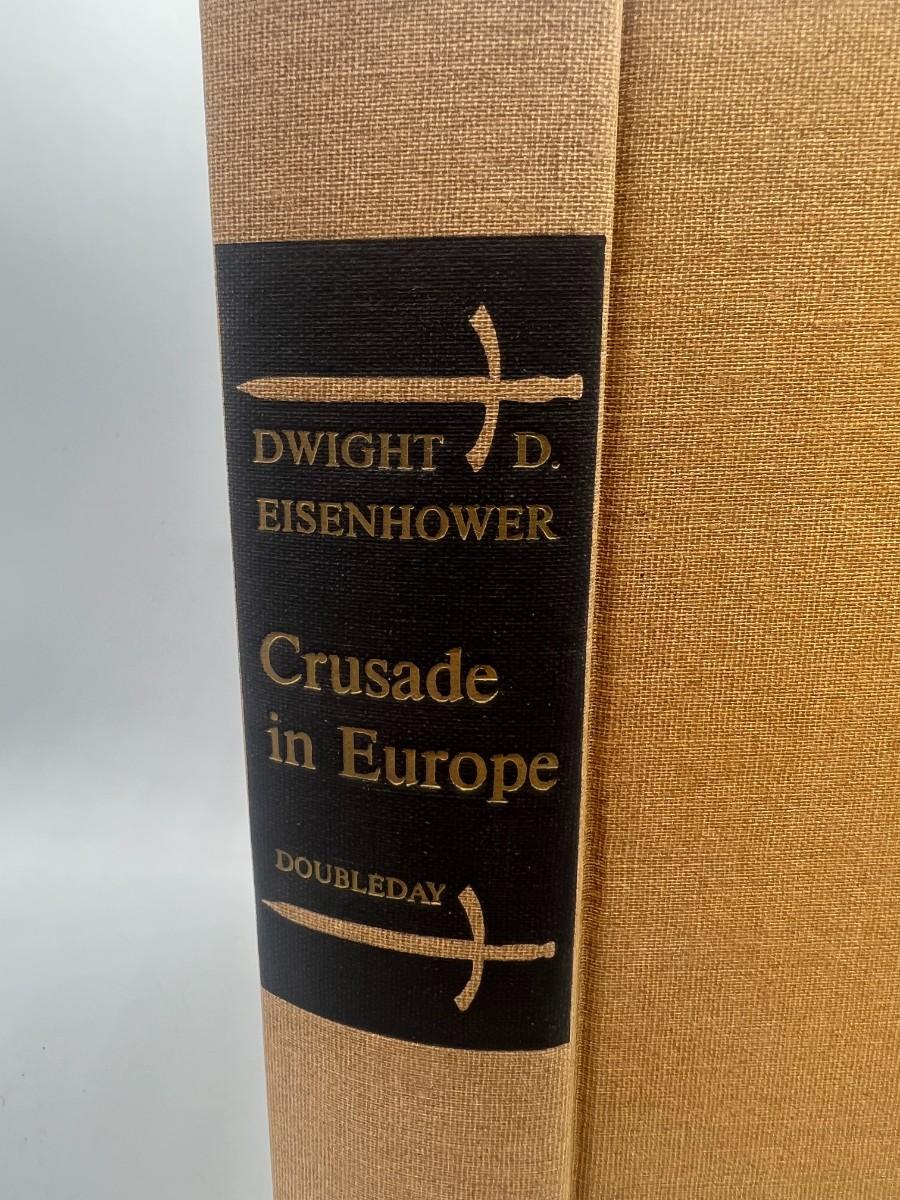 DWIGHT D.
EISENHOWER
Crusade
in Europe
DOUBLEDAY